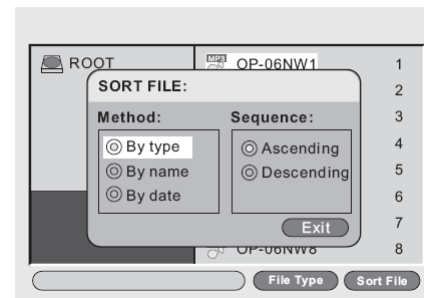 ROOT
MP3 OP-06NW1 1
SORT FILE: 2
Method: Sequence: 3
By type Ascending 4
By name Descending 5
By date 6
Exit 7
OP-06NW8 8
File Type Sort File